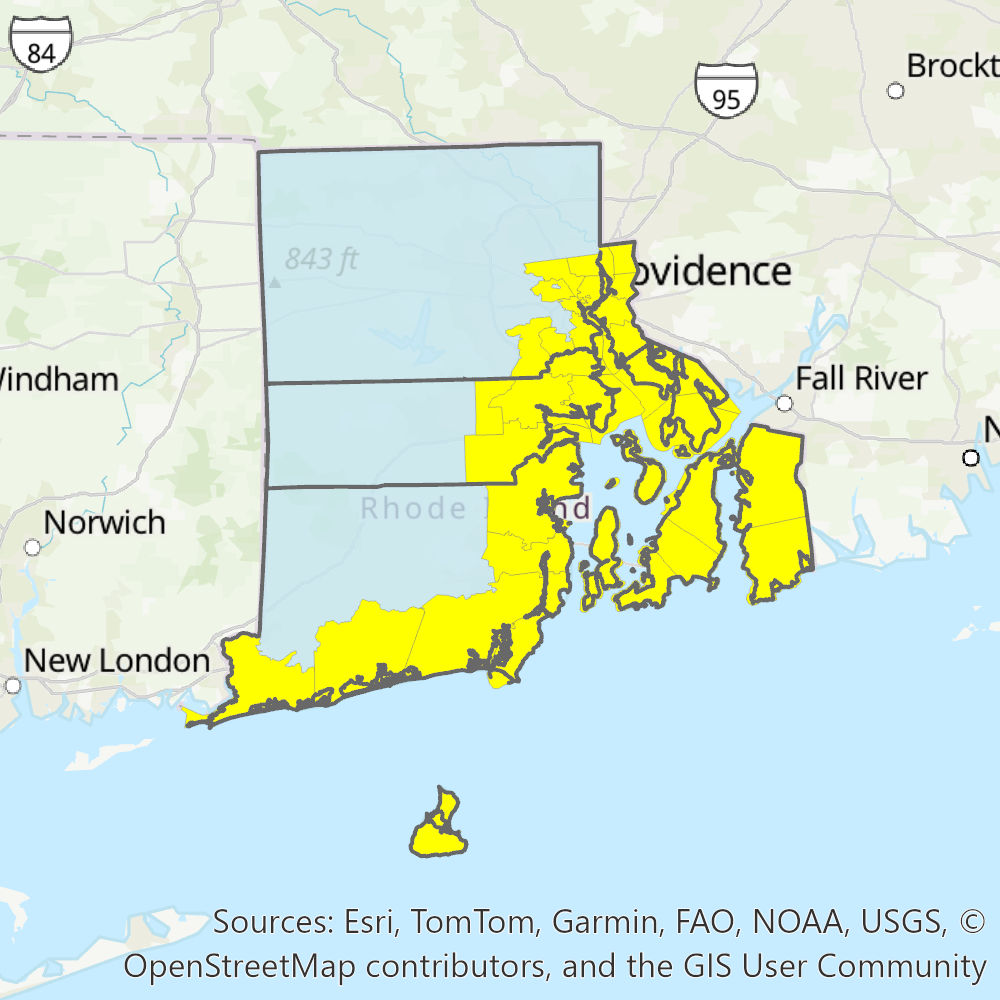 84
95
Brockt
843 ft
ovidence
Windham
Fall River
N
Rhode I nd
Norwich
New London
Sources: Esri, TomTom, Garmin, FAO, NOAA, USGS, ©
OpenStreetMap contributors, and the GIS User Community